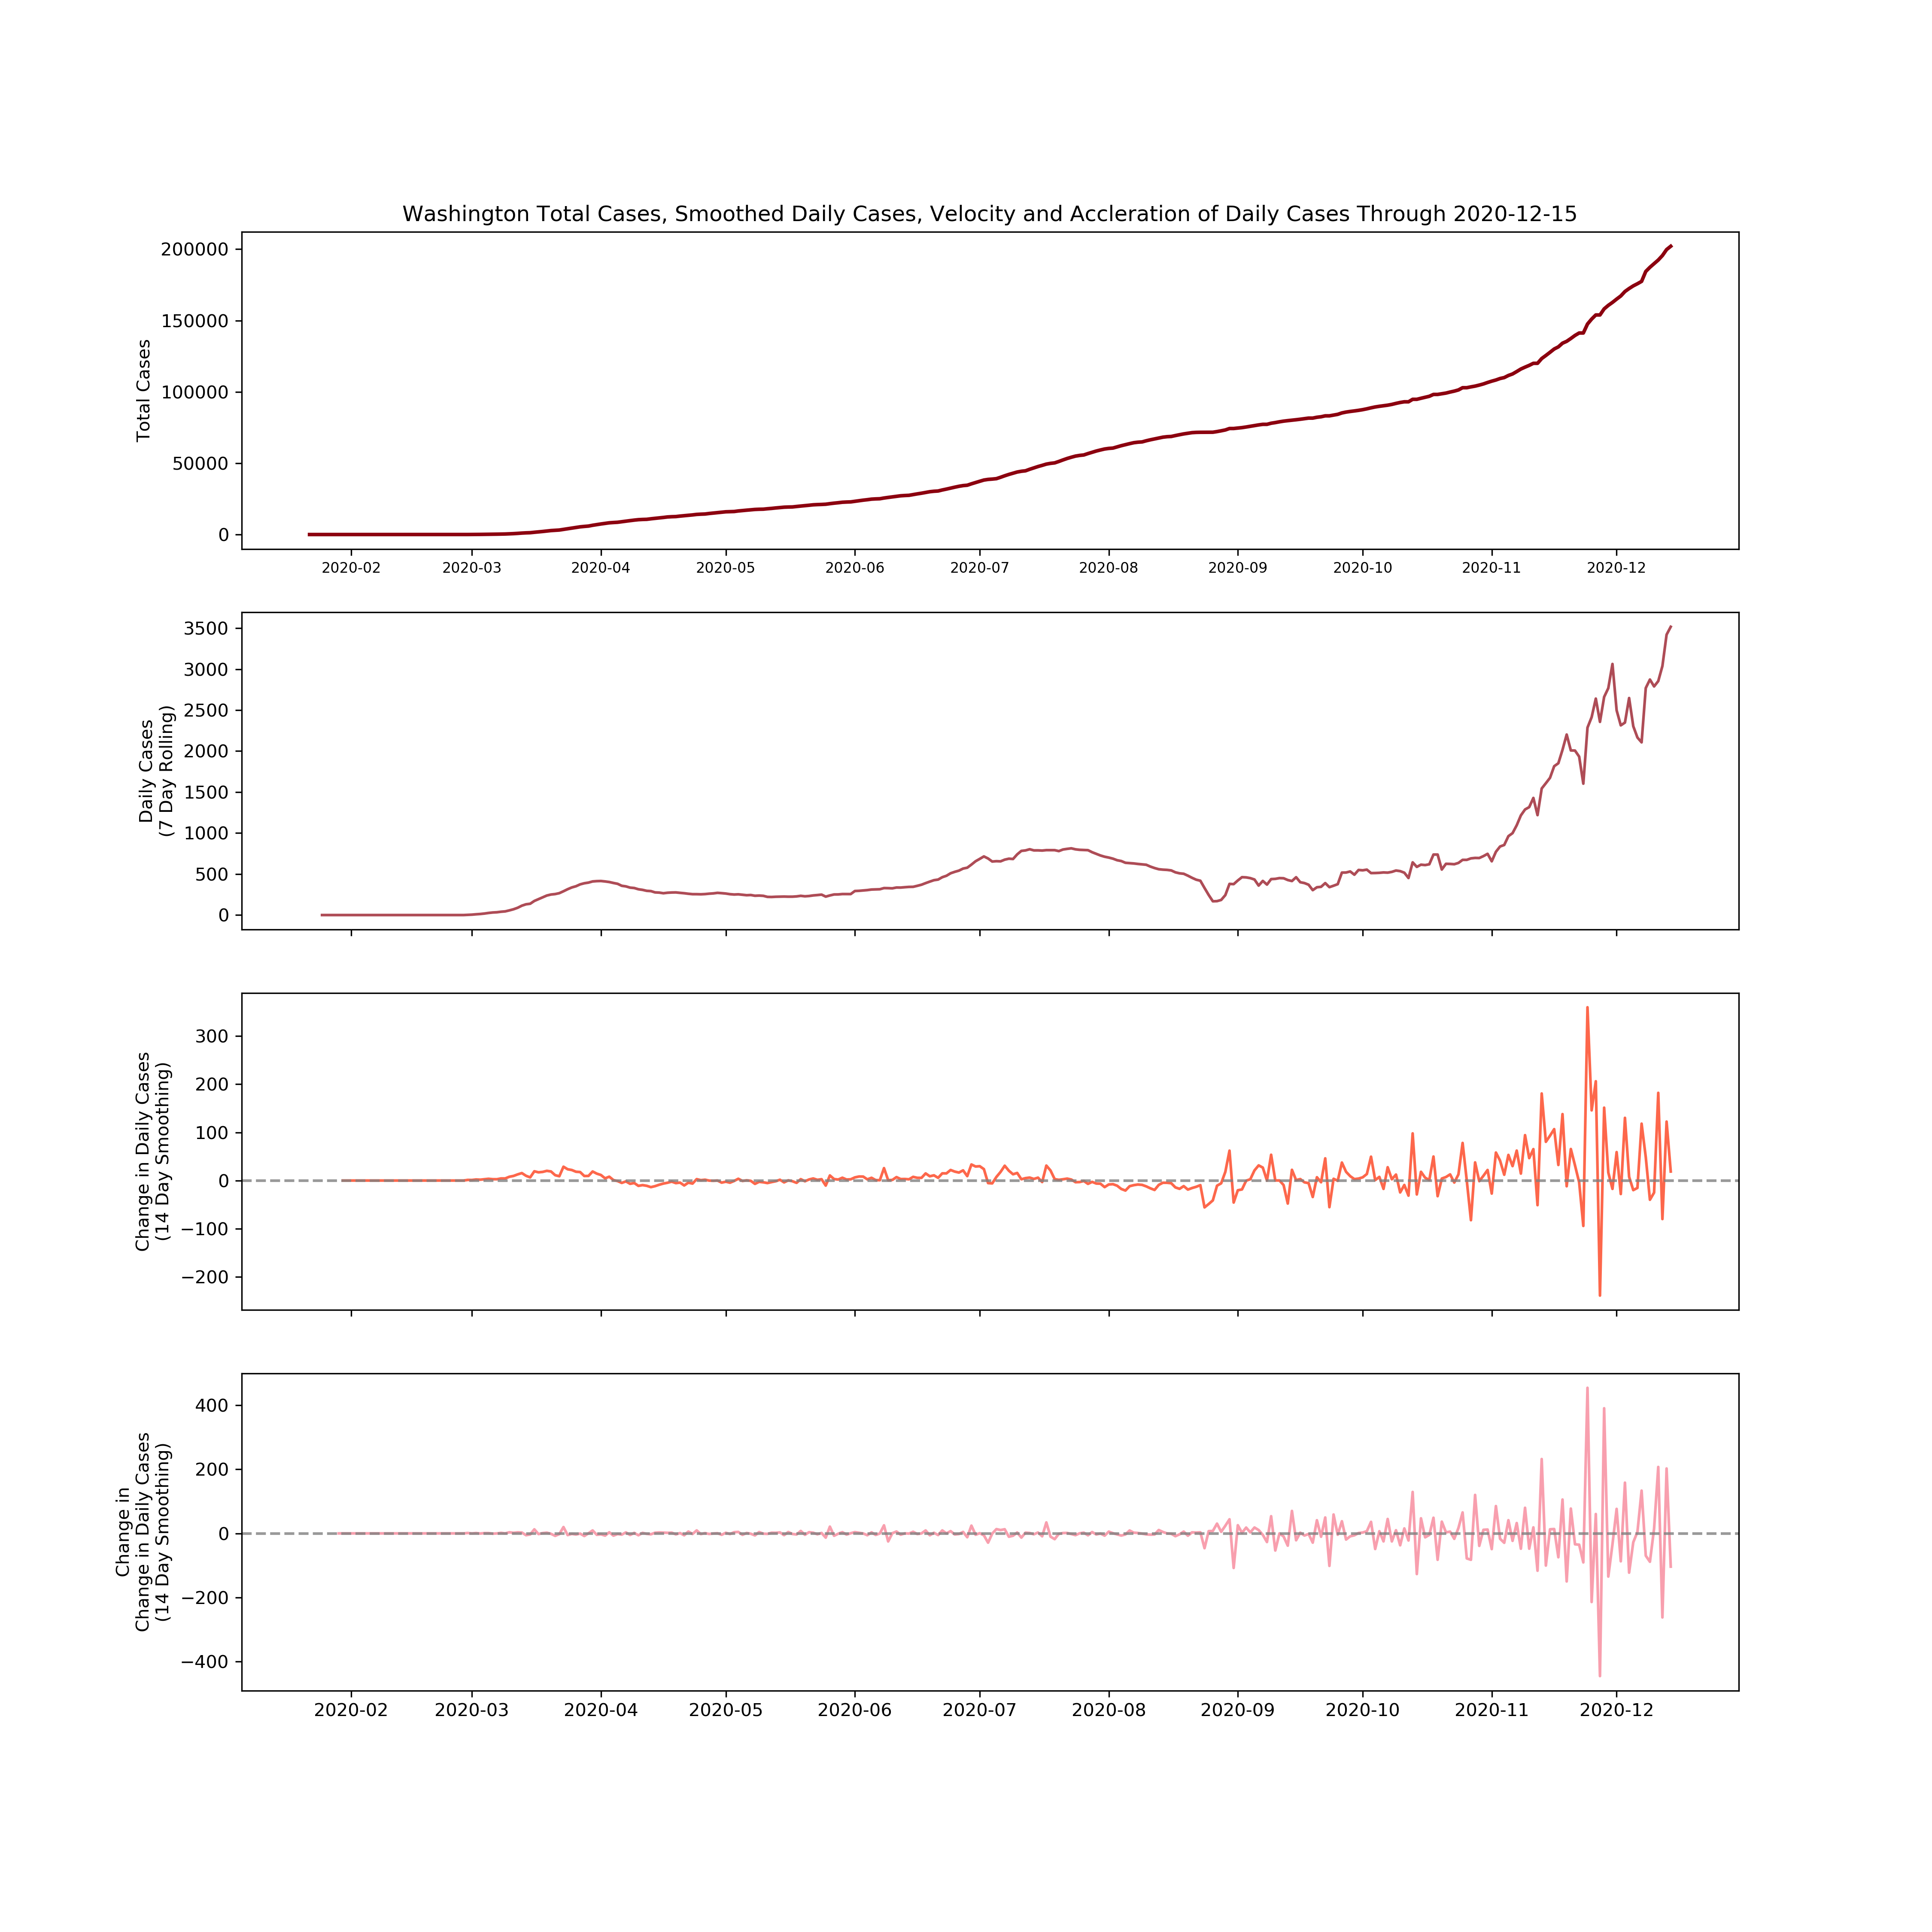 Washington Total Cases, Smoothed Daily Cases, Velocity and Accleration of Daily Cases Through 2020-12-15
Total Cases
200000
150000
100000
50000
0
2020-02 2020-03 2020-04 2020-05 2020-06 2020-07 2020-08 2020-09 2020-10 2020-11 2020-12
Daily Cases
(7 Day Rolling)
3500
3000
2500
2000
1500
1000
500
0
Change in Daily Cases
(14 Day Smoothing)
300
200
100
0
−100
−200
Change in
Change in Daily Cases
(14 Day Smoothing)
400
200
0
−200
−400
2020-02 2020-03 2020-04 2020-05 2020-06 2020-07 2020-08 2020-09 2020-10 2020-11 2020-12